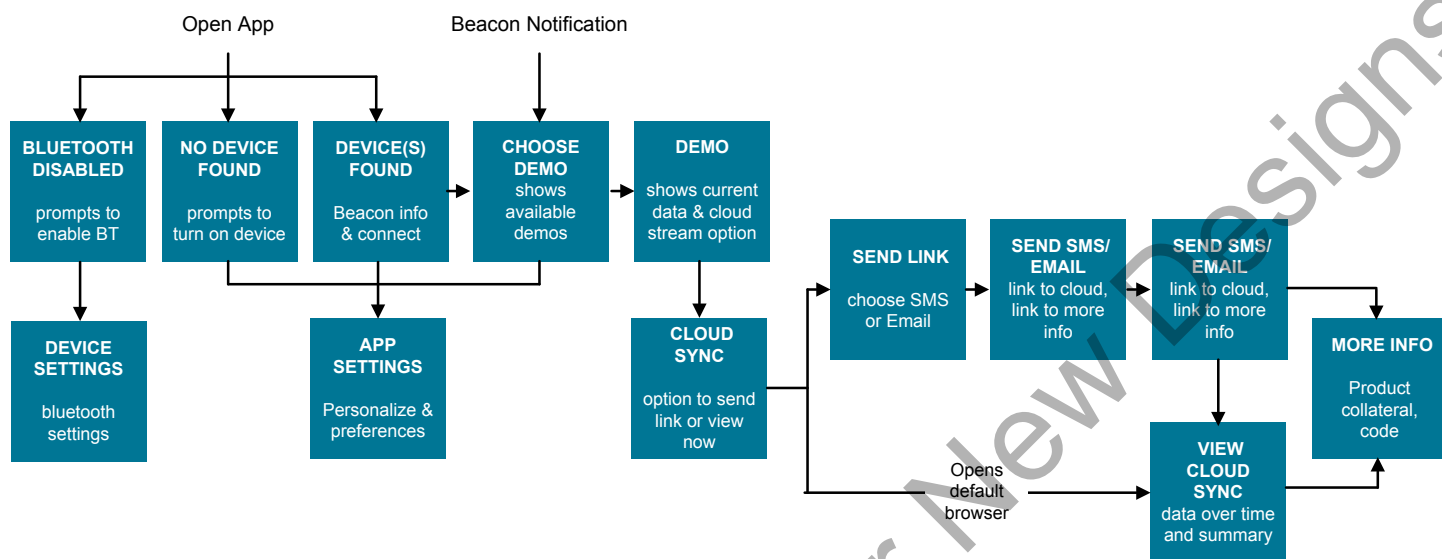 Open App
Beacon Notification
BLUETOOTH
DISABLED
prompts to
enable BT
NO DEVICE
FOUND
prompts to
turn on device
DEVICE(S)
FOUND
Beacon info
& connect
CHOOSE
DEMO
shows
available
demos
DEMO
shows current
data & cloud
stream option
DEVICE
SETTINGS
bluetooth
settings
APP
SETTINGS
Personalize &
preferences
CLOUD
SYNC
option to send
link or view
now
SEND LINK
choose SMS
or Email
SEND SMS/
EMAIL
link to cloud,
link to more
info
SEND SMS/
EMAIL
link to cloud,
link to more
info
MORE INFO
Product
collateral,
code
Opens
default
browser
VIEW
CLOUD
SYNC
data over time
and summary
New Designs